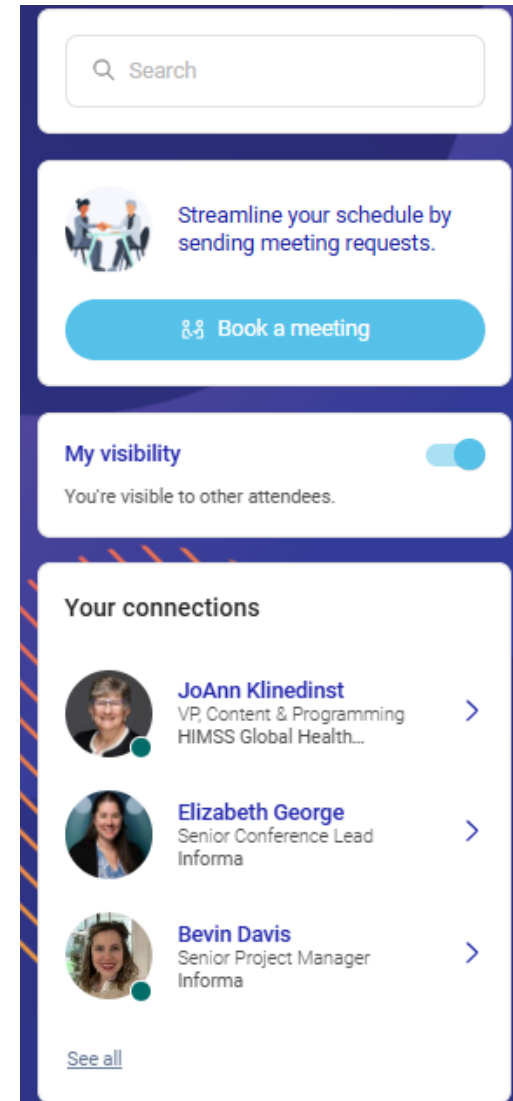 Search
Streamline your schedule by
sending meeting requests.
Book a meeting
My visibility
You're visible to other attendees.
Your connections
JoAnn Klinedinst
VP, Content & Programming
HIMSS Global Health...
Elizabeth George
Senior Conference Lead
Informa
Bevin Davis
Senior Project Manager
Informa
See all